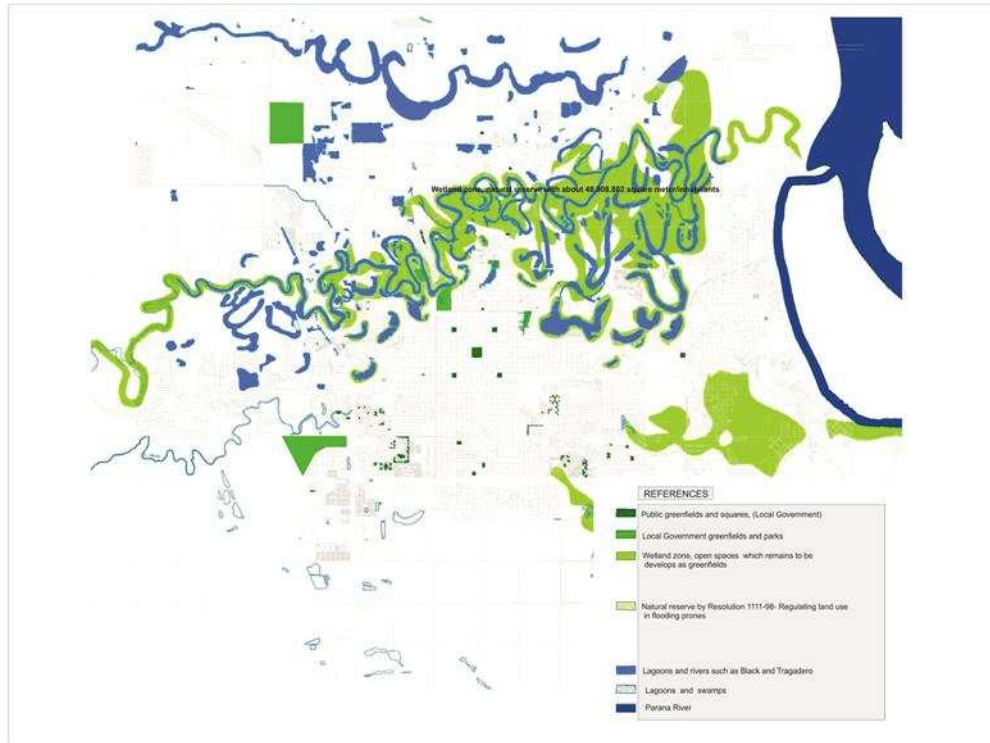 Wetland zone, natural reserve with about 48,908,802 square meter/inhabitants
REFERENCES
Public greenfields and squares, (Local Government)
Local Government greenfields and parks
Wetland zone, open spaces which remains to be
develops as greenfields
Natural reserve by Resolution 1111-98- Regulating land use
in flooding prones
Lagoons and rivers such as Black and Tragadero
Lagoons and swamps
Parana River